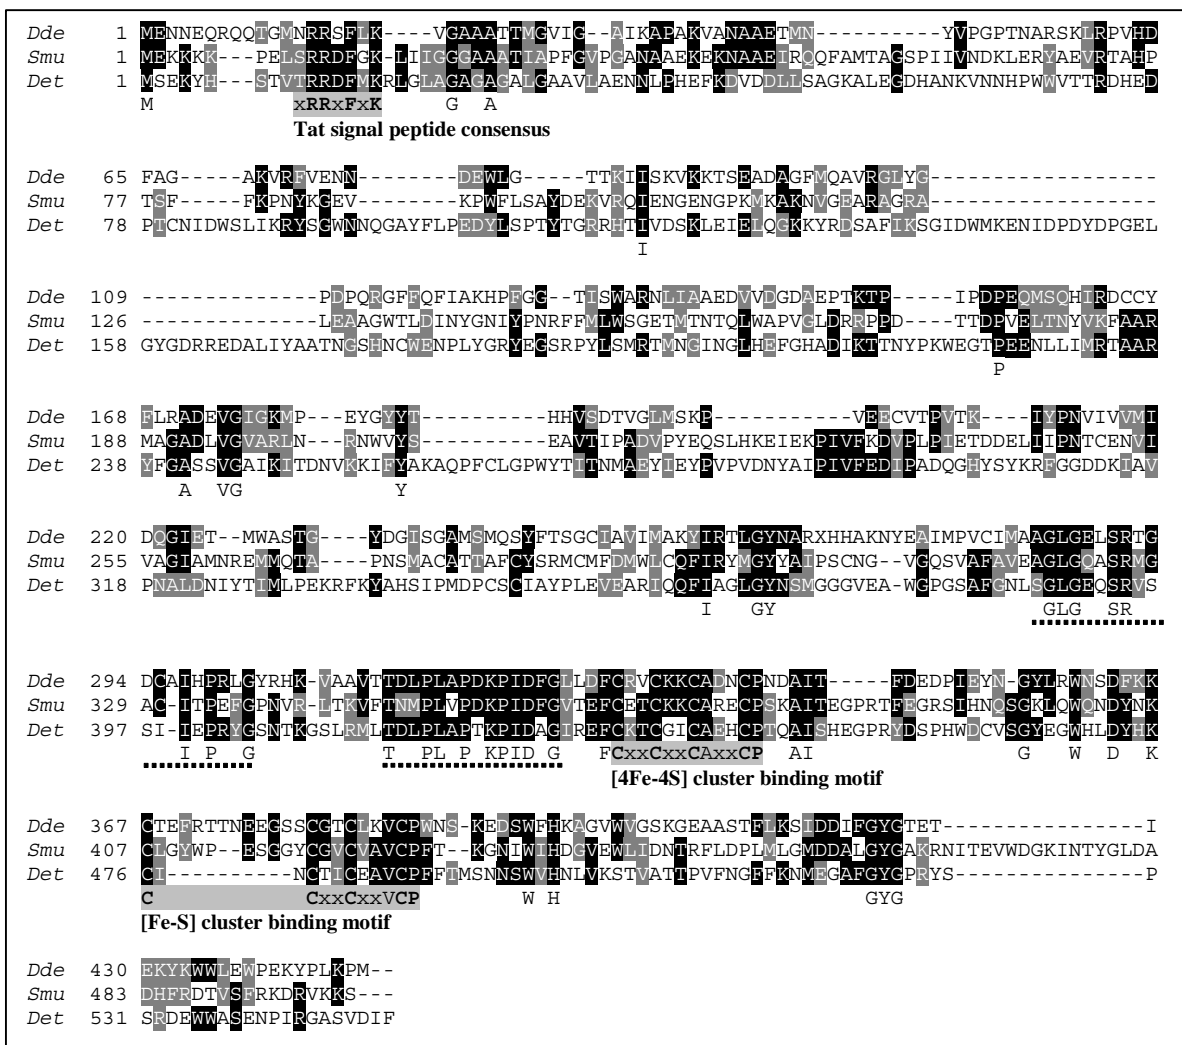 Dde 1 MENNEQRQQTGMNRRSFLK----VGAAATTMGVIG--AIKAPAKVANAAETMN----------YVPGPTNARSKLRPVHD
Smu 1 MEKKKK---PELSRRDFGK-LIIGGGAAATIAPFGVPGANAAEKEKNAAEIRQQFAMTAGSPIIVNDKLERYAEVRTAHP
Det 1 MSEKYH---STVTRRDFMKRLGLAGAGAGALGAAVLAENNLPHEFKDVDDLLSAGKALEGDHANKVNNHPWWVTTRDHED
M xRRxFxK G A
Tat signal peptide consensus
Dde 65 FAG-----AKVRFVENN--------DEWLG----TTKIISKVKKTSEADAGFMQAVRGLYG------------------
Smu 77 TSF-----FKPNYKGEV--------KPWFLSAYDEKVRQIENGENGPKMKAKNVGEARAGRA------------------
Det 78 PTCNIDWSLIKRYSGWNNQGAYFLPEDYLSPTYTGRRHTIVDSKLEIELQGKKYRDSAFIKSGIDWMKENIDPDYDPGEL
I
Dde 109 --------------PDPQRGFFQFIAKHPFGG--TISWARNLIAAEDVVDGDAEPTKTP-----IPDPEQMSQHIRDCCY
Smu 126 --------------LEAAGWTLDINYGNIYPNRFFMLWSGETMTNTQLWAPVGLDRRPPD----TTDPVELTNYVKFAAR
Det 158 GYGDRREDALIYAATNGSHNCWENPLYGRYEGSRPYLSMRTMNGINGLHEFGHADIKTTNYPKWEGTPEENLLIMRTAAR
P
Dde 168 FLRADEVGIGKMP---EYGYYT----------HHVSDTVGLMSKP-----------VEECVTPVTK----IYPNVIVVMI
Smu 188 MAGADLVGVARLN---RNWVYS----------EAVTIPADVPYEQSLHKEIEKPIVFKDVPLPIETDDELIIPNTCENVI
Det 238 YFGASSVGAIKITDNVKKIFYAKAQPFCLGPWYTITNMAEYIEYPVPVDNYAIPIVFEDIPADQGHYSYKRFGGDDKIAV
A VG Y
Dde 220 DQGIET--MWASTG----YDGISGAMSMQSYFTSGCIAVIMAKYIRTLGYNARXHHAKNYEAIMPVCIMAAGLGELSRTG
Smu 255 VAGIAMNREMMQTA----PNSMACATTAFCYSRMCMFDMWLCQFIRYMGYYAIPSCNG--VGQSVAFAVEAGLGQASRMG
Det 318 PNALDNIYTIMLPEKRFKYAHSIPMDPCSCIAYPLEVEARIQQFIAGLGYNSMGGGVEA-WGPGSAFGNLSGLGEQSRVS
I GY GLG SR
Dde 294 DCAIHPRLGYRHK-VAAVTTDLPLAPDKPIDFGLLDFCRVCKKCADNCPNDAIT-----FDEDPIEYN-GYLRWNSDFKK
Smu 329 AC-ITPEFGPNVR-LTKVFTNMPLVPDKPIDFGVTEFCETCKKCARECPSKAITEGPRTFEGRSIHNQSGKLQWQNDYNK
Det 397 SI-IEPRYGSNTKGSLRMLTDLPLAPTKPIDAGIREFCKTCGICAEHCPTQAISHEGPRYDSPHWDCVSGYEGWHLDYHK
I P G T PL P KPID G FCxxCxxCAxxCP AI G W D K
[4Fe-4S] cluster binding motif
Dde 367 CTEFRTTNEEGSSCGTCLKVCPWNS-KEDSWFHKAGVWVGSKGEAASTFLKSIDDIFGYGTET---------------I
Smu 407 CLGYWP--ESGGYCGVCVAVCPFT--KGNIWIHDGVEWLIDNTRFLDPLMLGMDDALGYGAKRNITEVWDGKINTYGLDA
Det 476 CI----------NCTICEAVCPFFTMSNNSWVHNLVKSTVATTPVFNGFFKNMEGAFGYGPRYS---------------P
C CxxCxxVCP W H GYG
[Fe-S] cluster binding motif
Dde 430 EKYKWWLEWPEKYPLKPM--
Smu 483 DHFRDTVSFRKDRVKKS---
Det 531 SRDEWWASENPIRGASVDIF